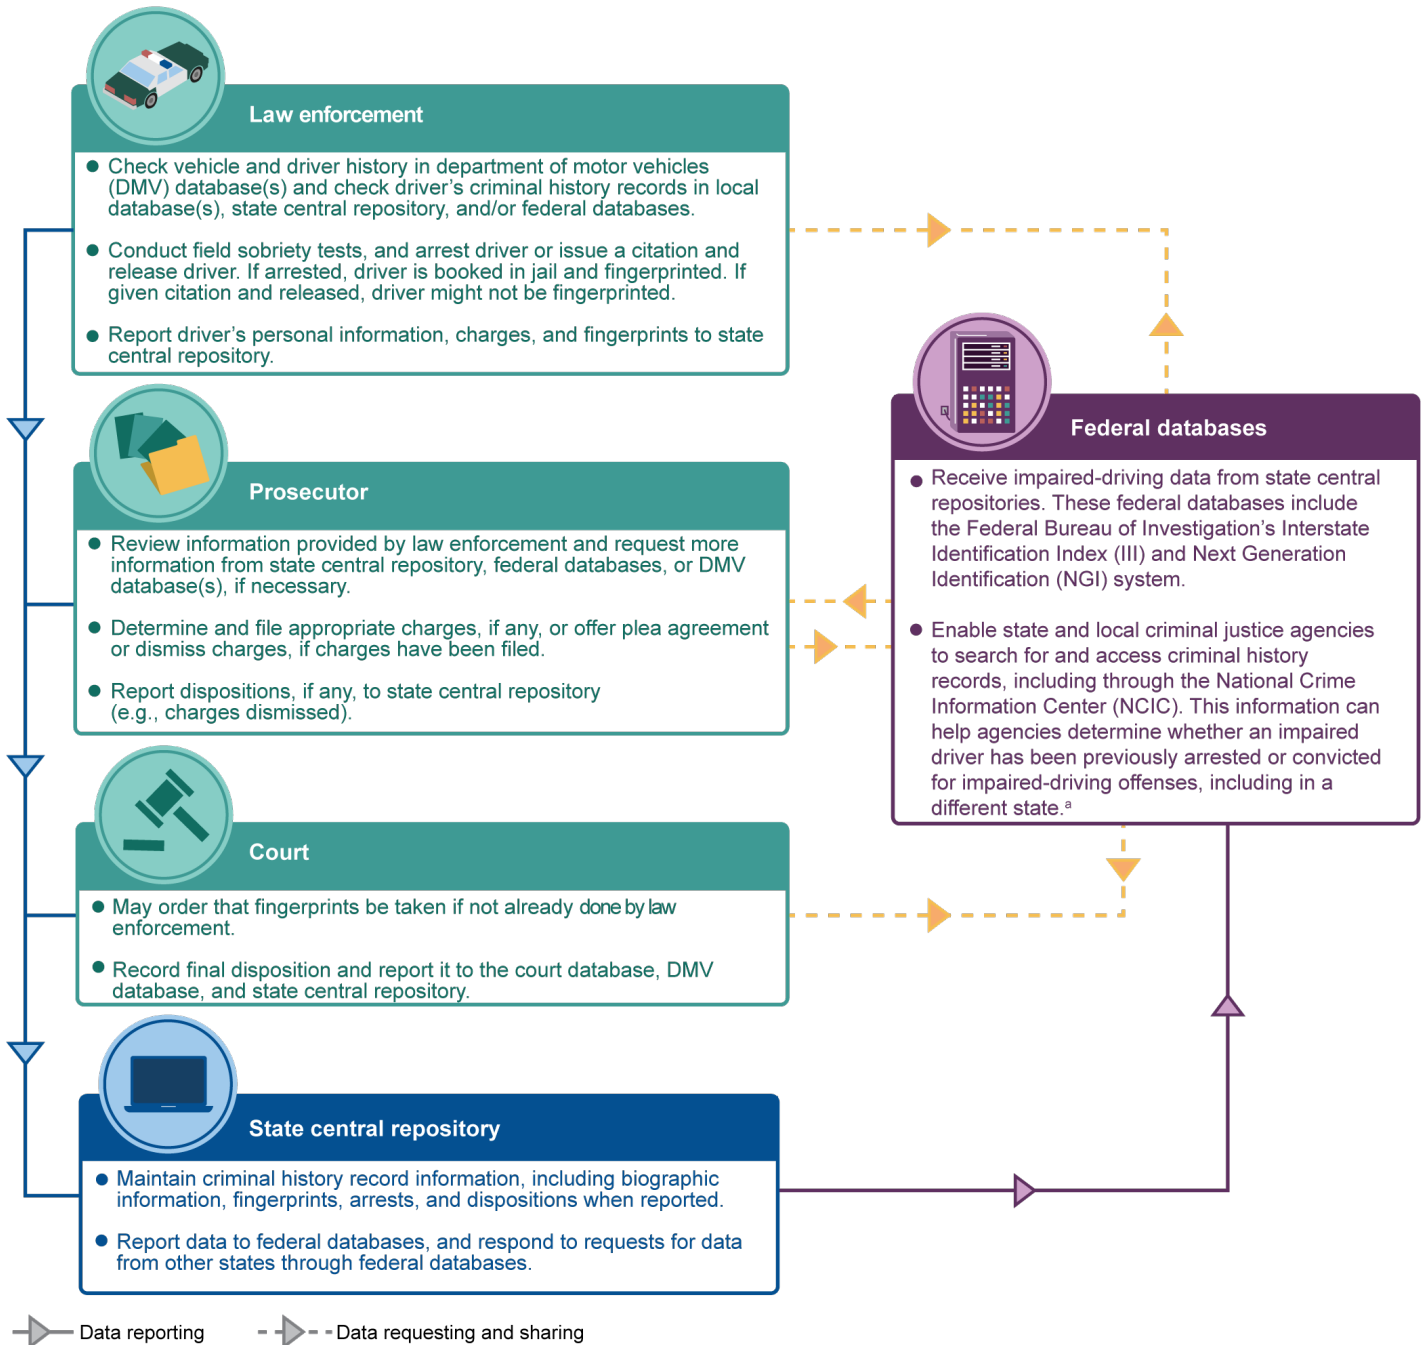 Law enforcement
● Check vehicle and driver history in department of motor vehicles
(DMV) database(s) and check driver's criminal history records in local
database(s), state central repository, and/or federal databases.
● Conduct field sobriety tests, and arrest driver or issue a citation and
release driver. If arrested, driver is booked in jail and fingerprinted. If
given citation and released, driver might not be fingerprinted.
● Report driver's personal information, charges, and fingerprints to state
central repository.
Prosecutor
● Review information provided by law enforcement and request more
information from state central repository, federal databases, or DMV
database(s), if necessary.
● Determine and file appropriate charges, if any, or offer plea agreement
or dismiss charges, if charges have been filed.
● Report dispositions, if any, to state central repository
(e.g., charges dismissed).
Court
● May order that fingerprints be taken if not already done by law
enforcement.
● Record final disposition and report it to the court database, DMV
database, and state central repository.
State central repository
● Maintain criminal history record information, including biographic
information, fingerprints, arrests, and dispositions when reported.
● Report data to federal databases, and respond to requests for data
from other states through federal databases.
Federal databases
● Receive impaired-driving data from state central
repositories. These federal databases include
the Federal Bureau of Investigation's Interstate
Identification Index (III) and Next Generation
Identification (NGI) system.
● Enable state and local criminal justice agencies
to search for and access criminal history
records, including through the National Crime
Information Center (NCIC). This information can
help agencies determine whether an impaired
driver has been previously arrested or convicted
for impaired-driving offenses, including in a
different state.ᵃ
Data reporting
Data requesting and sharing